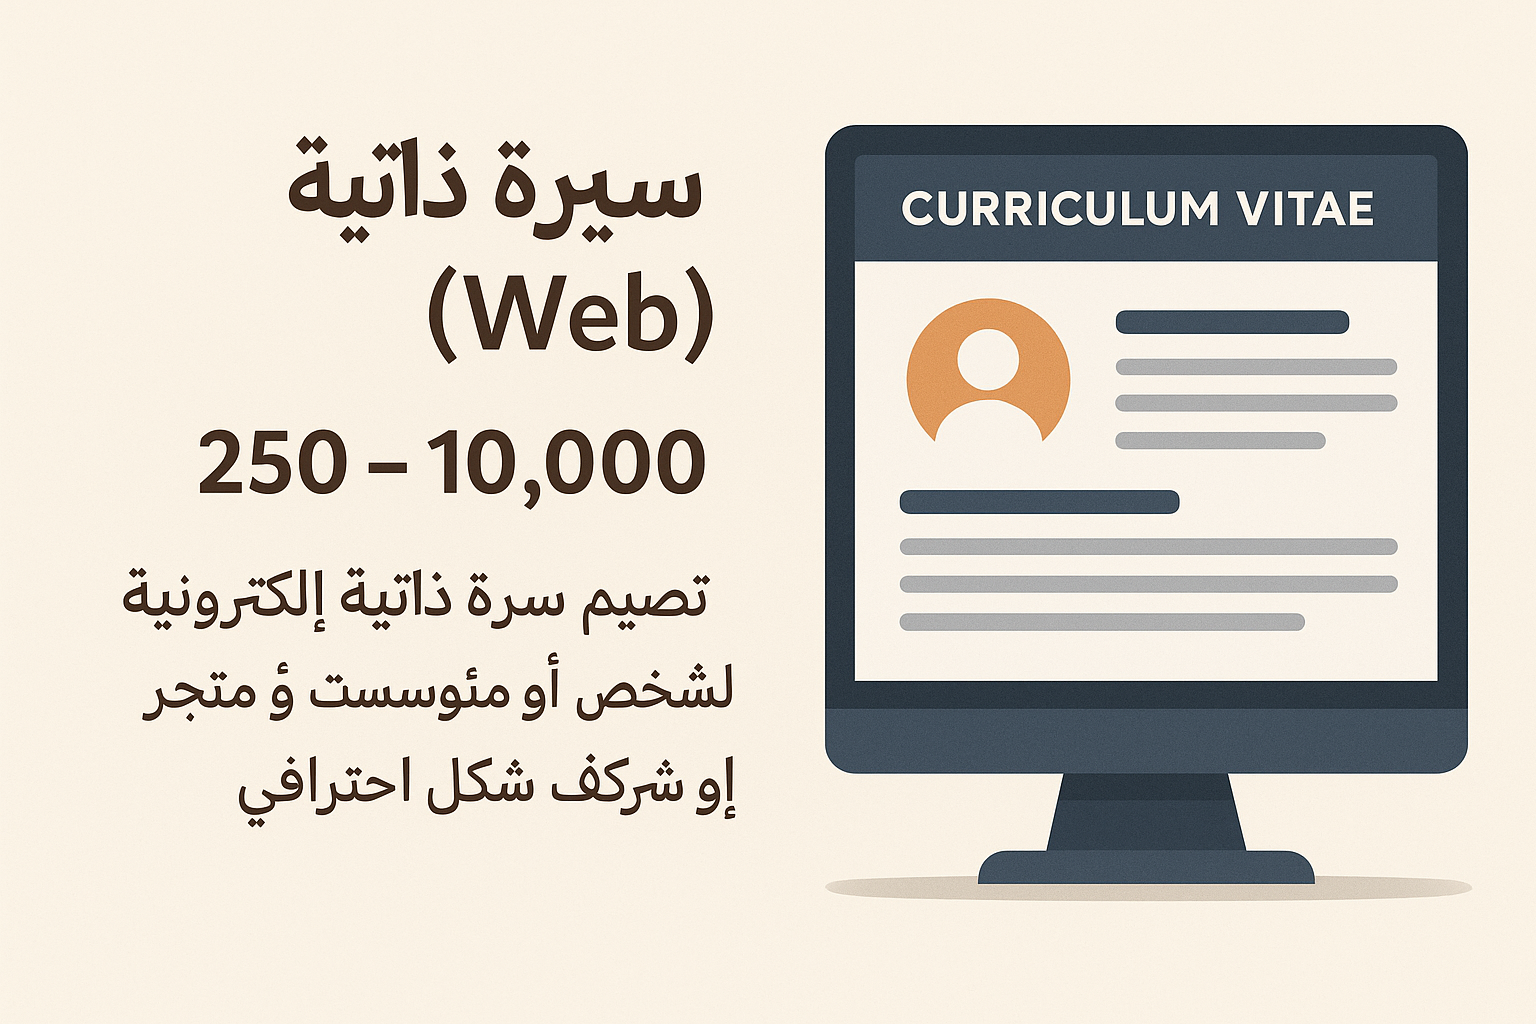 سيرة ذاتية
(Web)
250 – 10,000
تصيم سرة ذاتية إلكترونية
لشخص أو مئوسست ؤ متجر
إو شركف شكل احترافي
CURRICULUM VITAE